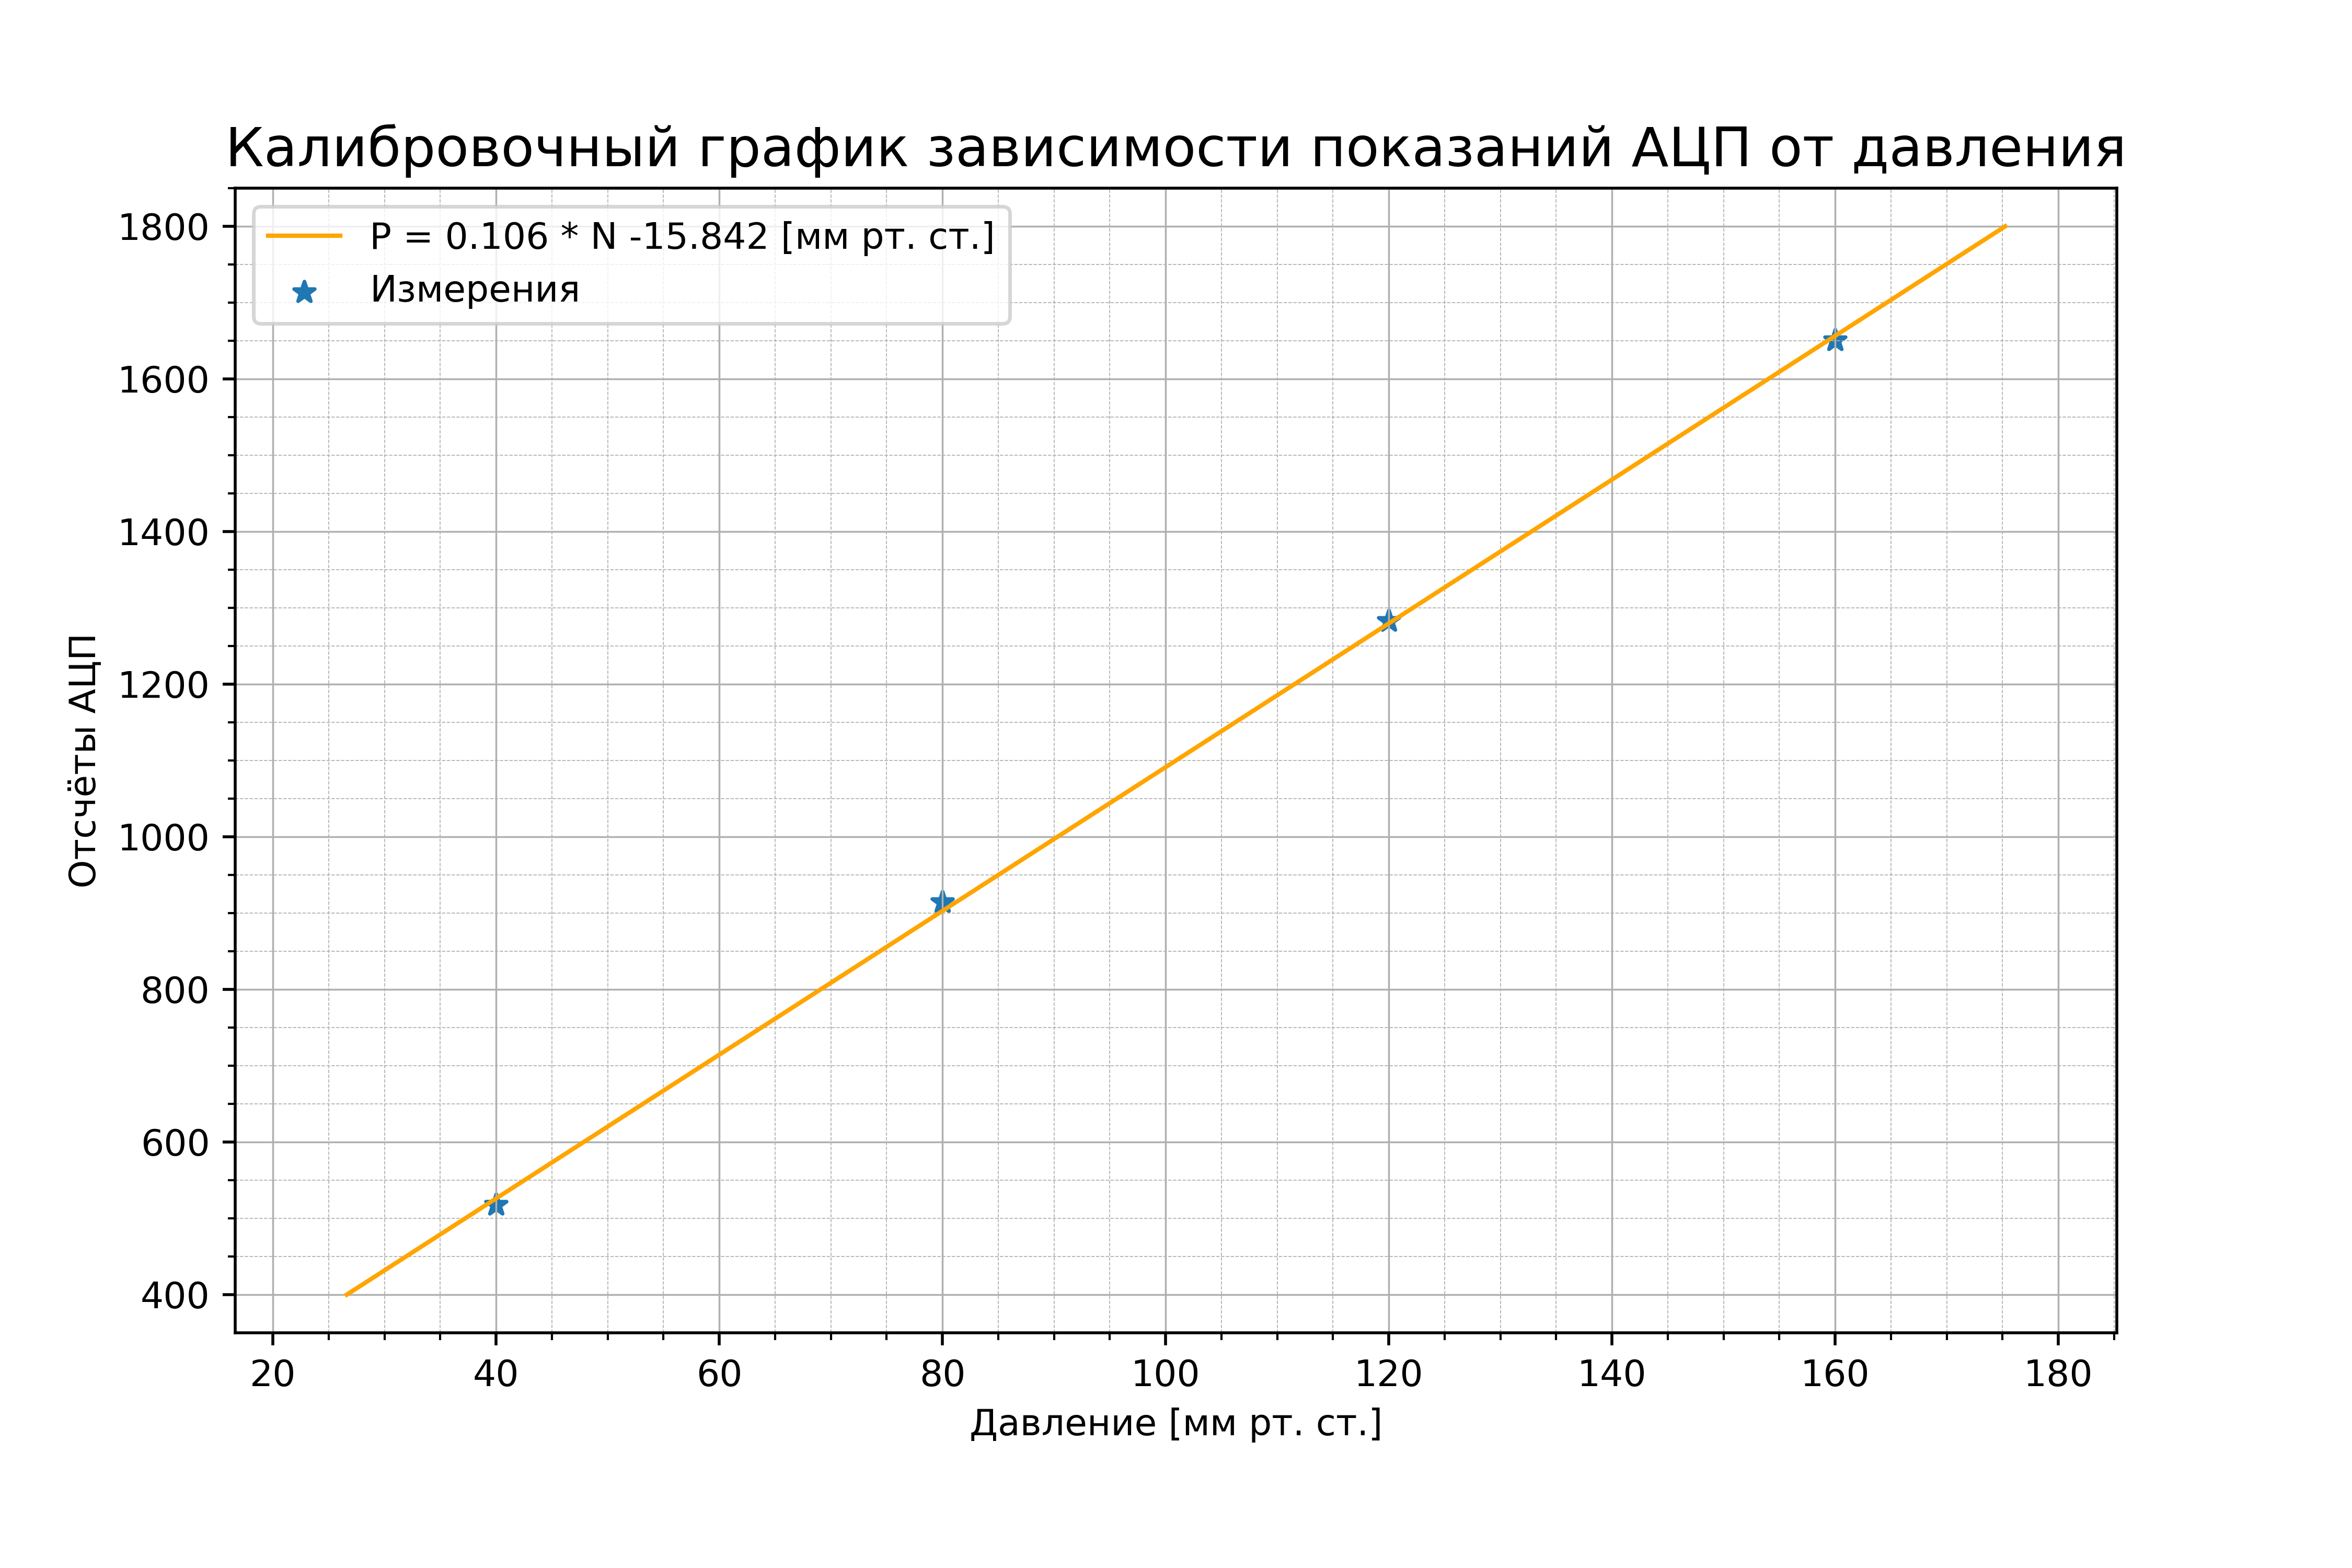 Калибровочный график зависимости показаний АЦП от давления
P = 0.106 * N -15.842 [мм рт. ст.]
Измерения
Отсчёты АЦП
1800
1600
1400
1200
1000
800
600
400
20 40 60 80 100 120 140 160 180
Давление [мм рт. ст.]